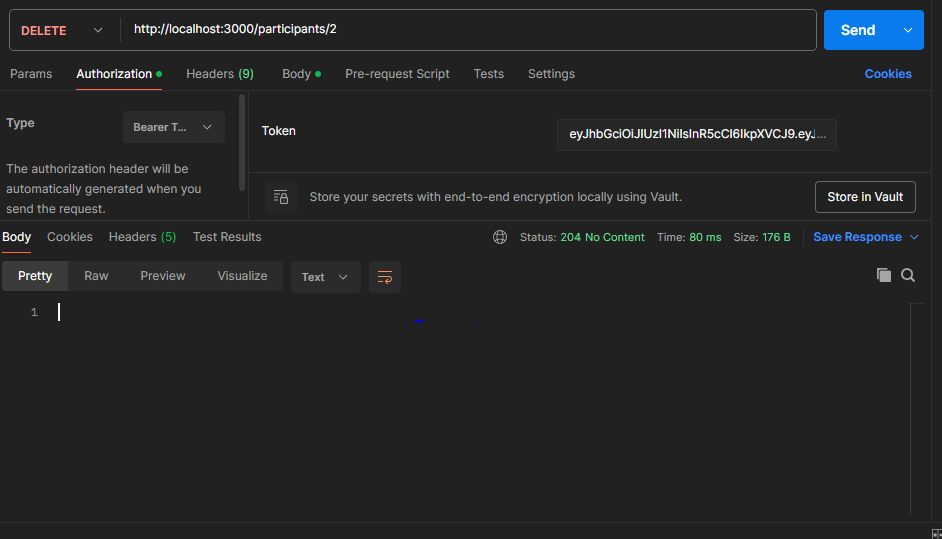 DELETE http://localhost:3000/participants/2 Send
Params Authorization Headers (9) Body Pre-request Script Tests Settings Cookies
Type Bearer T... Token eyJhbGciOiJIUzI1NiIsInR5cCI6IkpXVCJ9.eyJ...
The authorization header will be
automatically generated when you
send the request.
Store your secrets with end-to-end encryption locally using Vault. Store in Vault
Body Cookies Headers (5) Test Results Status: 204 No Content Time: 80 ms Size: 176 B Save Response
Pretty Raw Preview Visualize Text
1